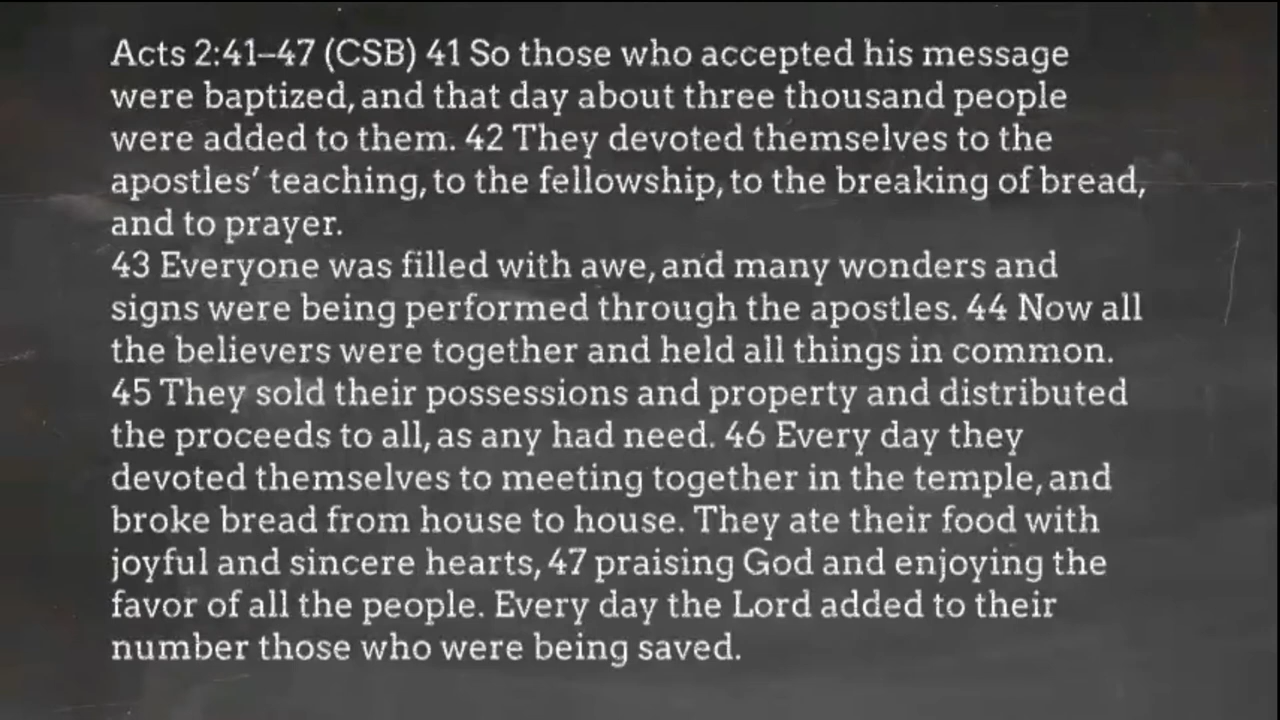 Acts 2:41–47 (CSB) 41 So those who accepted his message
were baptized, and that day about three thousand people
were added to them. 42 They devoted themselves to the
apostles’ teaching, to the fellowship, to the breaking of bread,
and to prayer.
43 Everyone was filled with awe, and many wonders and
signs were being performed through the apostles. 44 Now all
the believers were together and held all things in common.
45 They sold their possessions and property and distributed
the proceeds to all, as any had need. 46 Every day they
devoted themselves to meeting together in the temple, and
broke bread from house to house. They ate their food with
joyful and sincere hearts, 47 praising God and enjoying the
favor of all the people. Every day the Lord added to their
number those who were being saved.